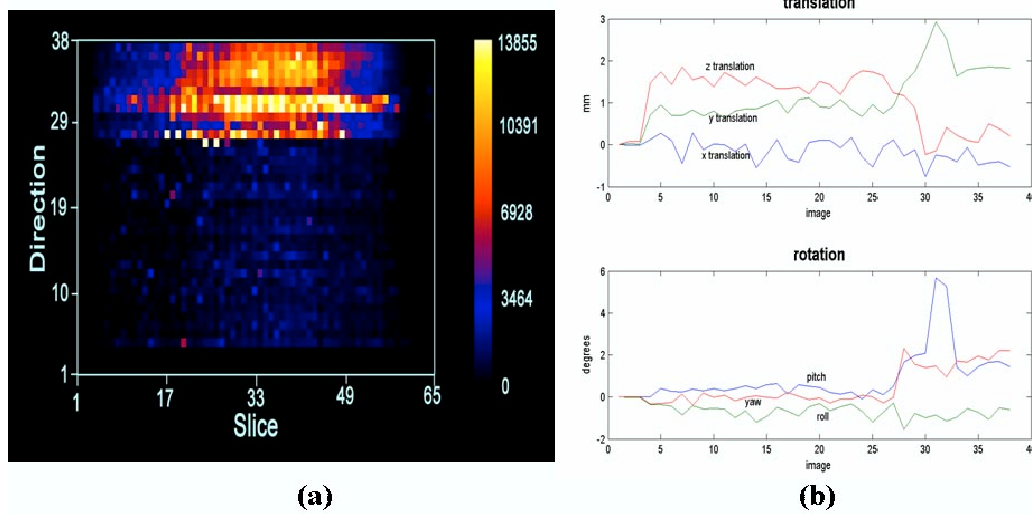 38
29
19
10
1
Direction
1
17
33
49
65
Slice
13855
10391
6928
3464
0
translation
3
2
1
0
-1
mm
z translation
y translation
x translation
0 5 10 15 20 25 30 35 40
image
rotation
6
4
2
0
-2
degrees
pitch
yaw
roll
0 5 10 15 20 25 30 35 40
image
(a)
(b)